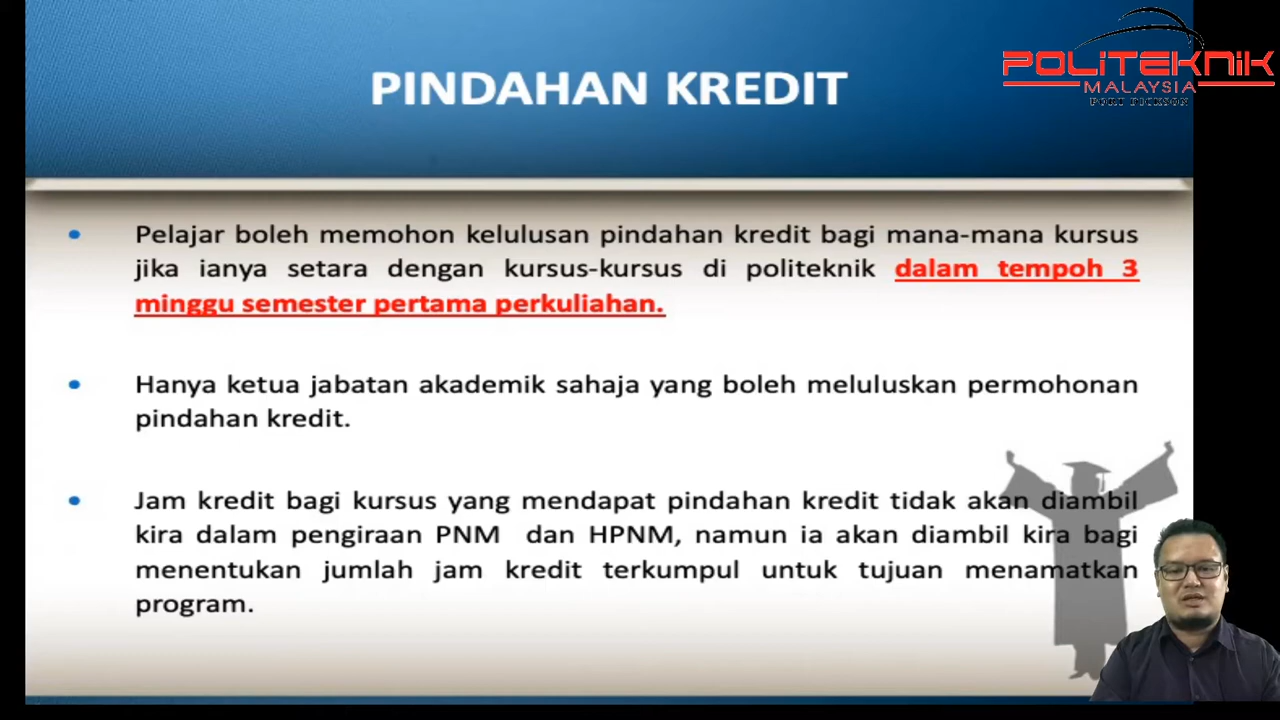 PINDAHAN KREDIT
POLITEKNIK
MALAYSIA
PORT DICKSON
Pelajar boleh memohon kelulusan pindahan kredit bagi mana-mana kursus
jika ianya setara dengan kursus-kursus di politeknik dalam tempoh 3
minggu semester pertama perkuliahan.
Hanya ketua jabatan akademik sahaja yang boleh meluluskan permohonan
pindahan kredit.
Jam kredit bagi kursus yang mendapat pindahan kredit tidak akan diambil
kira dalam pengiraan PNM dan HPNM, namun ia akan diambil kira bagi
menentukan jumlah jam kredit terkumpul untuk tujuan menamatkan
program.